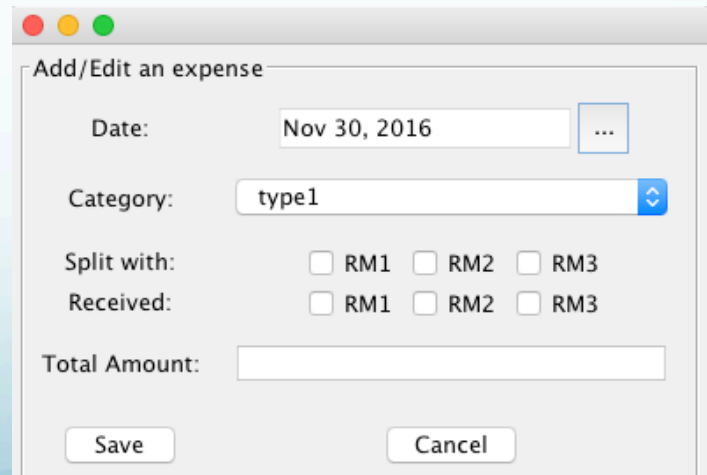 Add/Edit an expense
Date: Nov 30, 2016 ...
Category: type1
Split with: RM1 RM2 RM3
Received: RM1 RM2 RM3
Total Amount:
Save Cancel